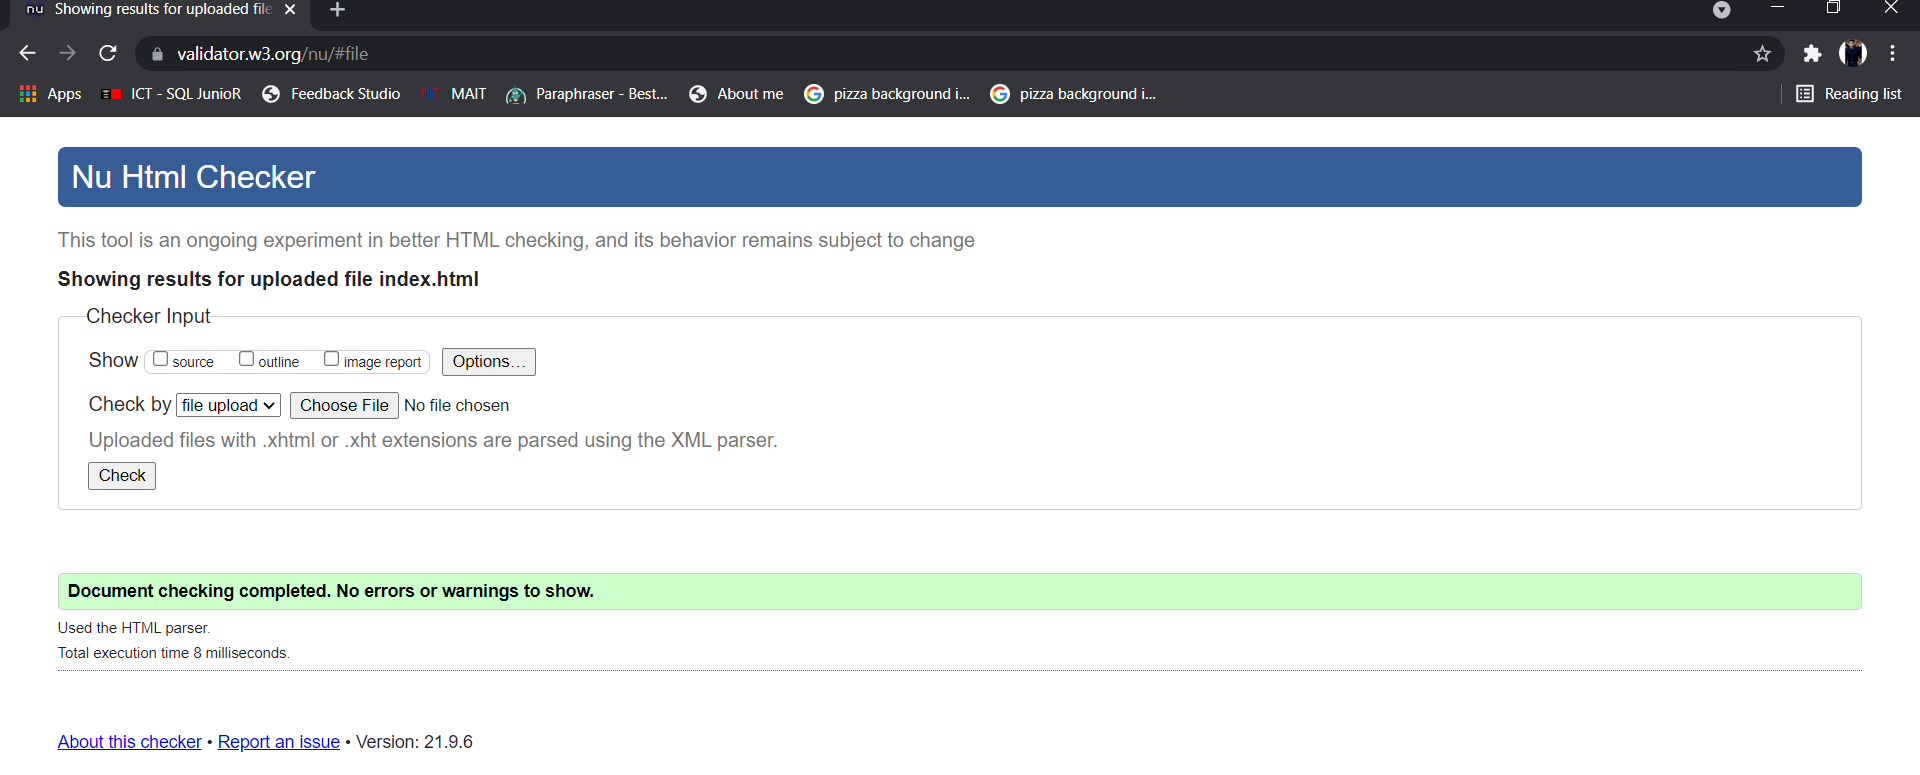 nu Showing results for uploaded file
validator.w3.org/nu/#file
Apps ICT - SQL JunioR Feedback Studio MAIT Paraphraser - Best... About me pizza background i... pizza background i... Reading list
Nu Html Checker
This tool is an ongoing experiment in better HTML checking, and its behavior remains subject to change
Showing results for uploaded file index.html
Checker Input
Show source outline image report Options...
Check by file upload Choose File No file chosen
Uploaded files with .xhtml or .xht extensions are parsed using the XML parser.
Check
Document checking completed. No errors or warnings to show.
Used the HTML parser.
Total execution time 8 milliseconds.
About this checker • Report an issue • Version: 21.9.6